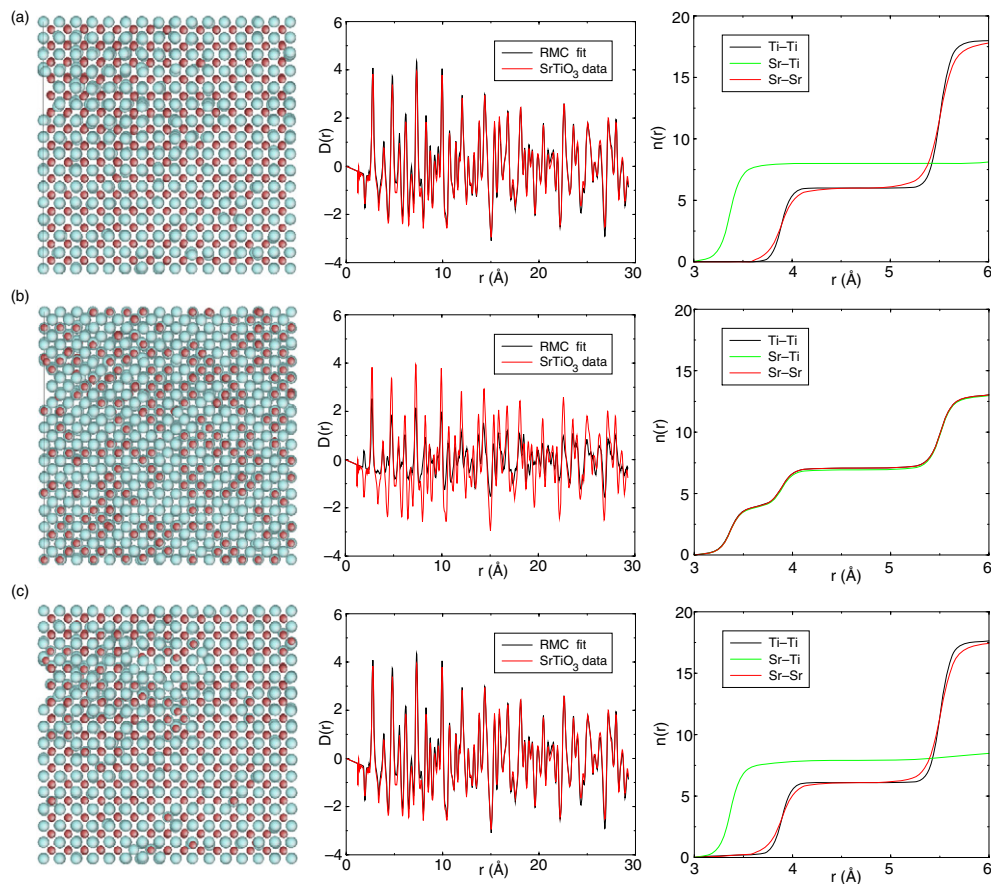 (a)
6
4
2
0
−2
−4
0
10
20
30
D(r)
r (Å)
RMC fit
SrTiO3 data
20
15
10
5
0
3
4
5
6
n(r)
r (Å)
Ti–Ti
Sr–Ti
Sr–Sr
(b)
6
4
2
0
−2
−4
0
10
20
30
D(r)
r (Å)
RMC fit
SrTiO3 data
20
15
10
5
0
3
4
5
6
n(r)
r (Å)
Ti–Ti
Sr–Ti
Sr–Sr
(c)
6
4
2
0
−2
−4
0
10
20
30
D(r)
r (Å)
RMC fit
SrTiO3 data
20
15
10
5
0
3
4
5
6
n(r)
r (Å)
Ti–Ti
Sr–Ti
Sr–Sr